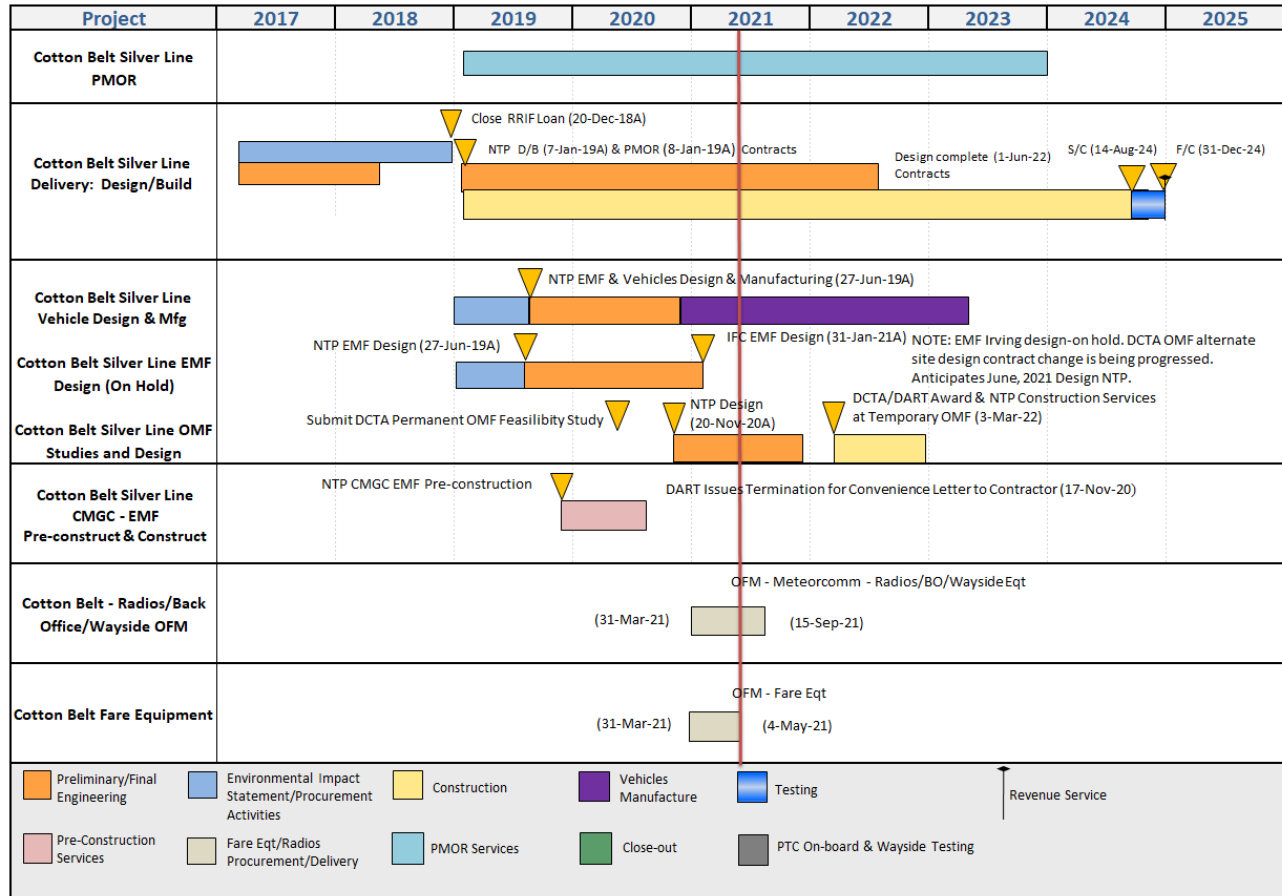 Project 2017 2018 2019 2020 2021 2022 2023 2024 2025
Cotton Belt Silver Line
PMOR
Cotton Belt Silver Line
Delivery: Design/Build
Close RRIF Loan (20-Dec-18A)
NTP D/B (7-Jan-19A) & PMOR (8-Jan-19A) Contracts
Design complete (1-Jun-22)
Contracts
S/C (14-Aug-24)
F/C (31-Dec-24)
Cotton Belt Silver Line
Vehicle Design & Mfg
NTP EMF & Vehicles Design & Manufacturing (27-Jun-19A)
Cotton Belt Silver Line EMF
Design (On Hold)
NTP EMF Design (27-Jun-19A)
IFC EMF Design (31-Jan-21A)
NOTE: EMF Irving design-on hold. DCTA OMF alternate
site design contract change is being progressed.
Anticipates June, 2021 Design NTP.
Cotton Belt Silver Line OMF
Studies and Design
Submit DCTA Permanent OMF Feasilibity Study
NTP Design
(20-Nov-20A)
DCTA/DART Award & NTP Construction Services
at Temporary OMF (3-Mar-22)
Cotton Belt Silver Line
CMGC - EMF
Pre-construct & Construct
NTP CMGC EMF Pre-construction
DART Issues Termination for Convenience Letter to Contractor (17-Nov-20)
Cotton Belt - Radios/Back
Office/Wayside OFM
OFM - Meteorcomm - Radios/BO/Wayside Eqt
(31-Mar-21)
(15-Sep-21)
Cotton Belt Fare Equipment
OFM - Fare Eqt
(31-Mar-21)
(4-May-21)
Preliminary/Final
Engineering
Environmental Impact
Statement/Procurement
Activities
Construction
Vehicles
Manufacture
Testing
Revenue Service
Pre-Construction
Services
Fare Eqt/Radios
Procurement/Delivery
PMOR Services
Close-out
PTC On-board & Wayside Testing